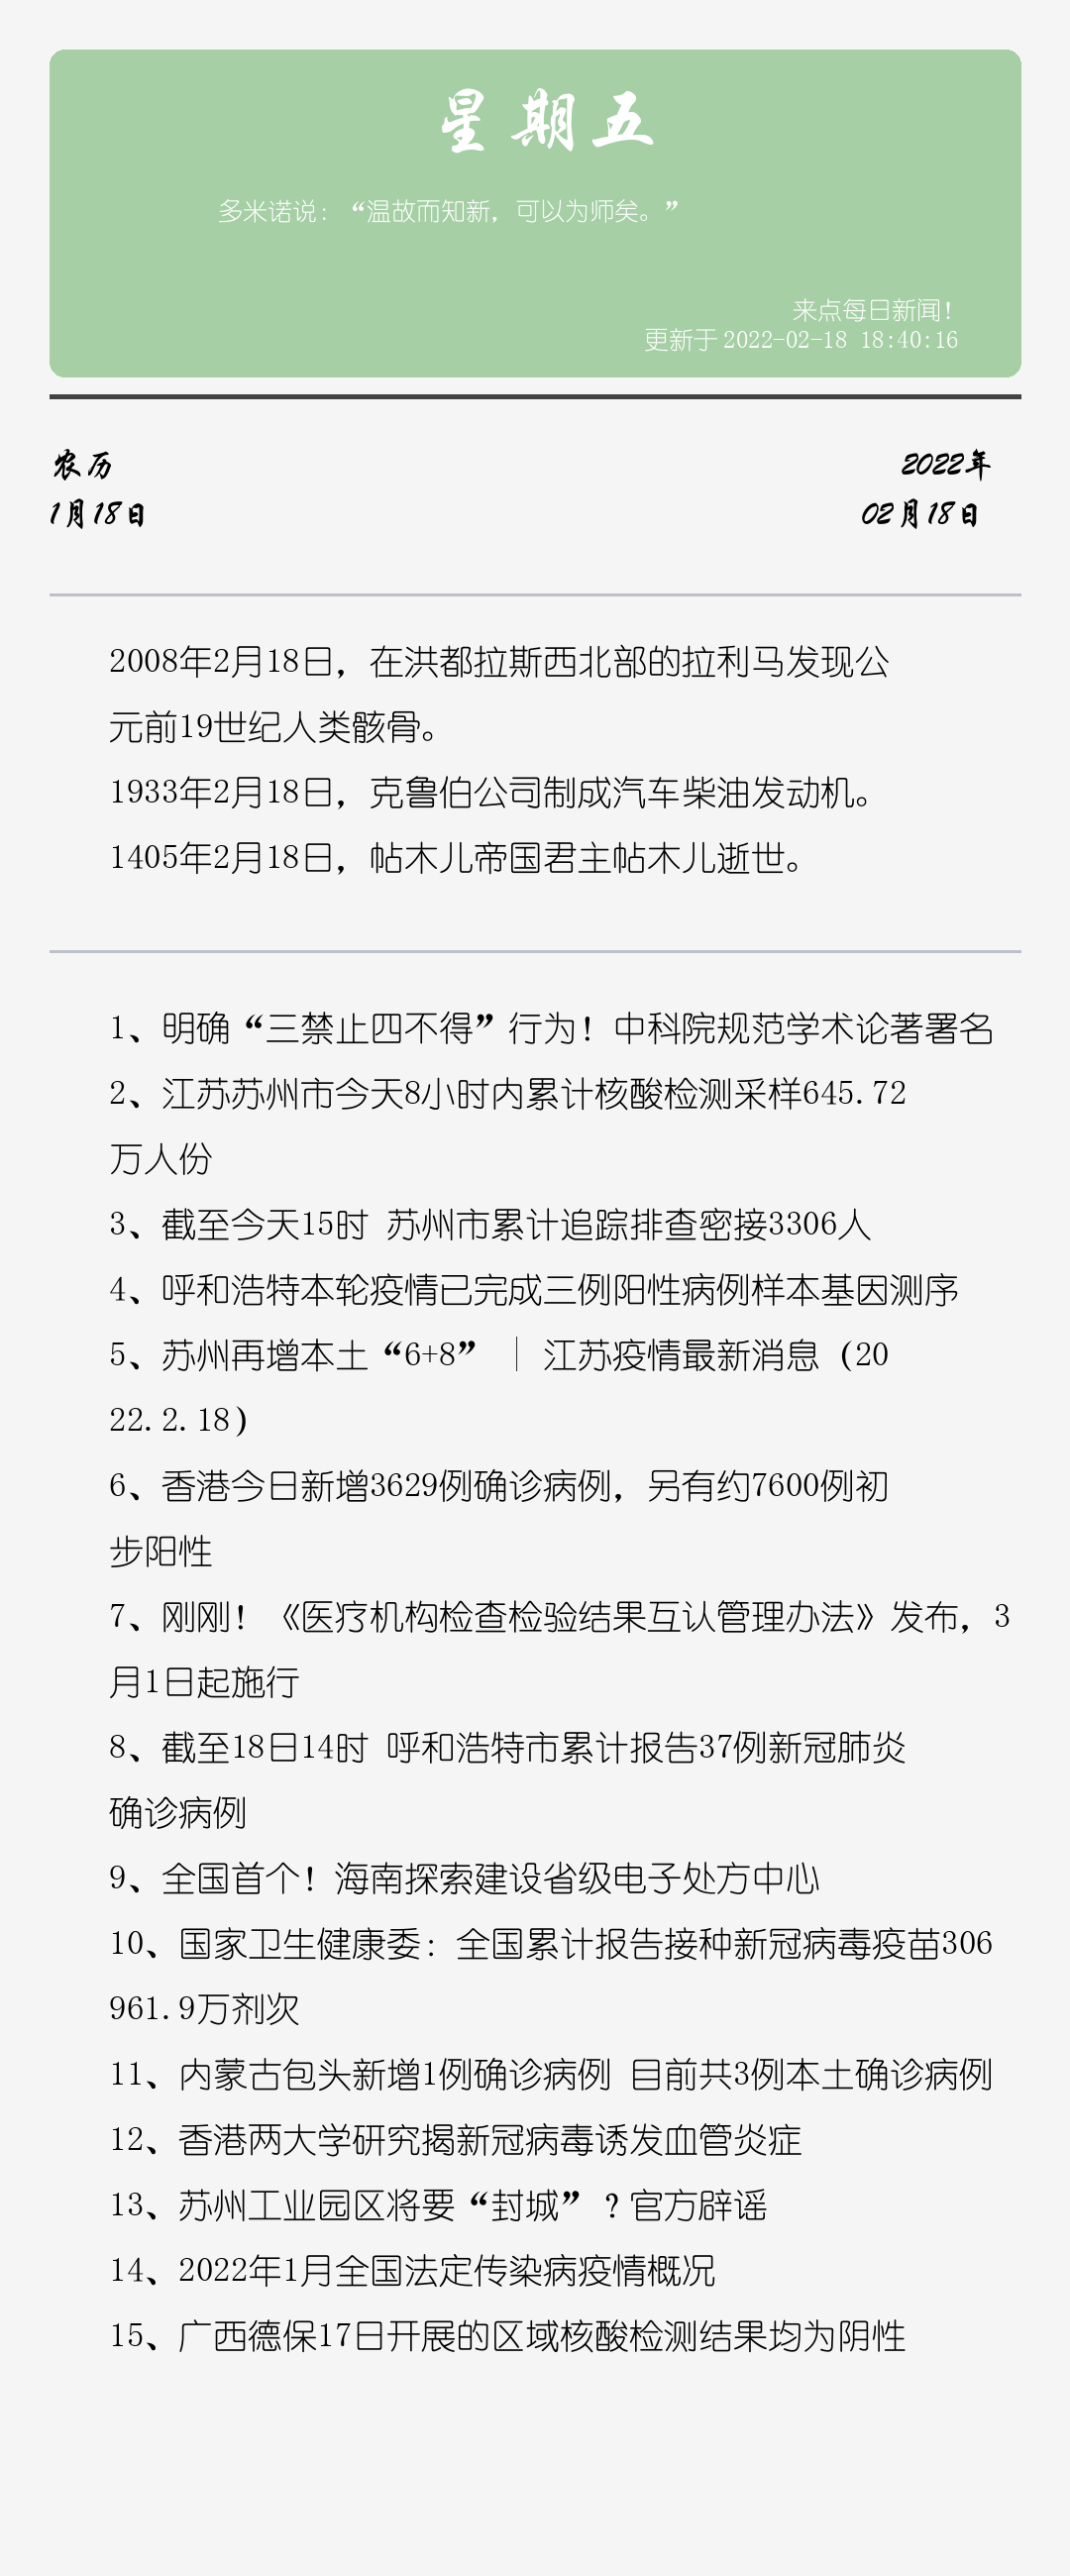 星期五
多米诺说：“温故而知新，可以为师矣。”
来点每日新闻！
更新于2022-02-18 18:40:16
农历
2022年
1月18日
02月18日
2008年2月18日，在洪都拉斯西北部的拉利马发现公
元前19世纪人类骸骨。
1933年2月18日，克鲁伯公司制成汽车柴油发动机。
1405年2月18日，帖木儿帝国君主帖木儿逝世。
1、明确“三禁止四不得”行为！中科院规范学术论著署名
2、江苏苏州市今天8小时内累计核酸检测采样645.72
万人份
3、截至今天15时 苏州市累计追踪排查密接3306人
4、呼和浩特本轮疫情已完成三例阳性病例样本基因测序
5、苏州再增本土“6+8” | 江苏疫情最新消息（20
22.2.18）
6、香港今日新增3629例确诊病例，另有约7600例初
步阳性
7、刚刚！《医疗机构检查检验结果互认管理办法》发布，3
月1日起施行
8、截至18日14时 呼和浩特市累计报告37例新冠肺炎
确诊病例
9、全国首个！海南探索建设省级电子处方中心
10、国家卫生健康委：全国累计报告接种新冠病毒疫苗306
961.9万剂次
11、内蒙古包头新增1例确诊病例 目前共3例本土确诊病例
12、香港两大学研究揭新冠病毒诱发血管炎症
13、苏州工业园区将要“封城”？官方辟谣
14、2022年1月全国法定传染病疫情概况
15、广西德保17日开展的区域核酸检测结果均为阴性